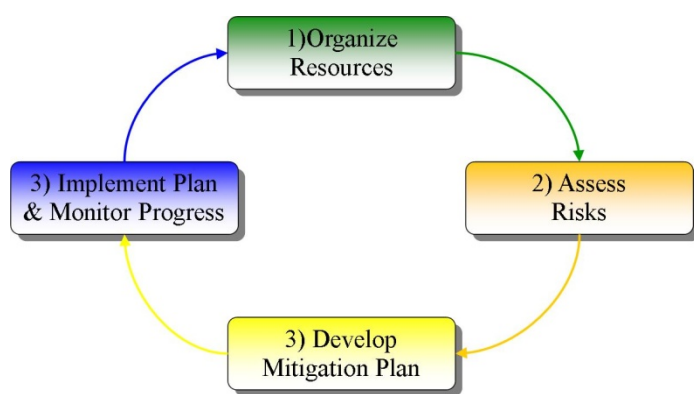 1)Organize
Resources
2) Assess
Risks
3) Develop
Mitigation Plan
3) Implement Plan
& Monitor Progress